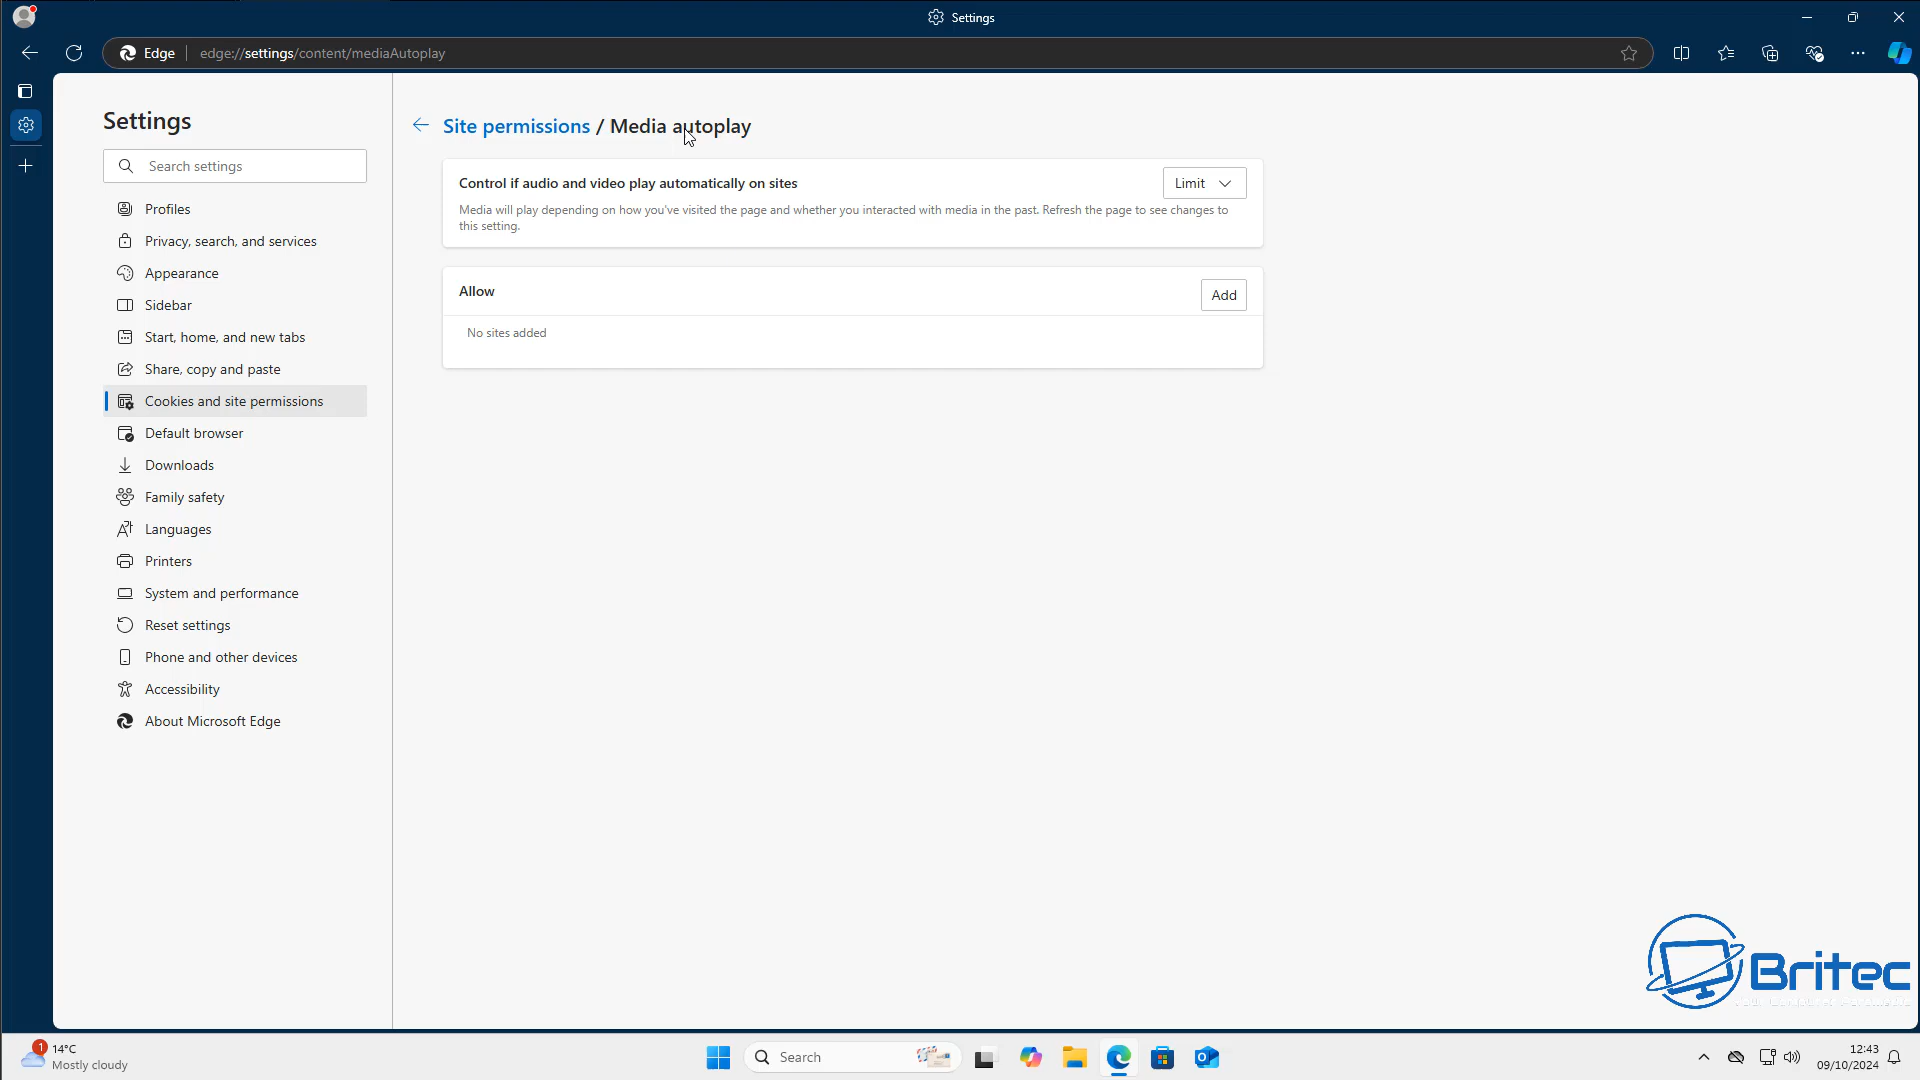 Settings
Edge
edge://settings/content/mediaAutoplay
Settings
Search settings
Profiles
Privacy, search, and services
Appearance
Sidebar
Start, home, and new tabs
Share, copy and paste
Cookies and site permissions
Default browser
Downloads
Family safety
Languages
Printers
System and performance
Reset settings
Phone and other devices
Accessibility
About Microsoft Edge
Site permissions / Media autoplay
Control if audio and video play automatically on sites
Limit
Media will play depending on how you've visited the page and whether you interacted with media in the past. Refresh the page to see changes to
this setting.
Allow
Add
No sites added
Britec
1
14°C
Mostly cloudy
Search
12:43
09/10/2024